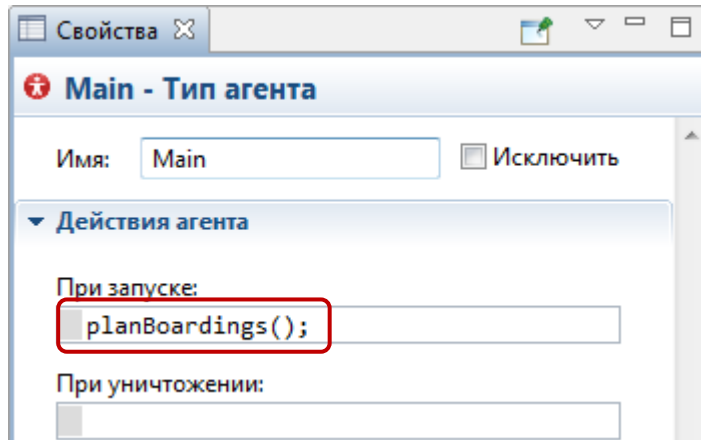 Свойства
Main - Тип агента
Имя: Main Исключить
Действия агента
При запуске:
planBoardings();
При уничтожении: